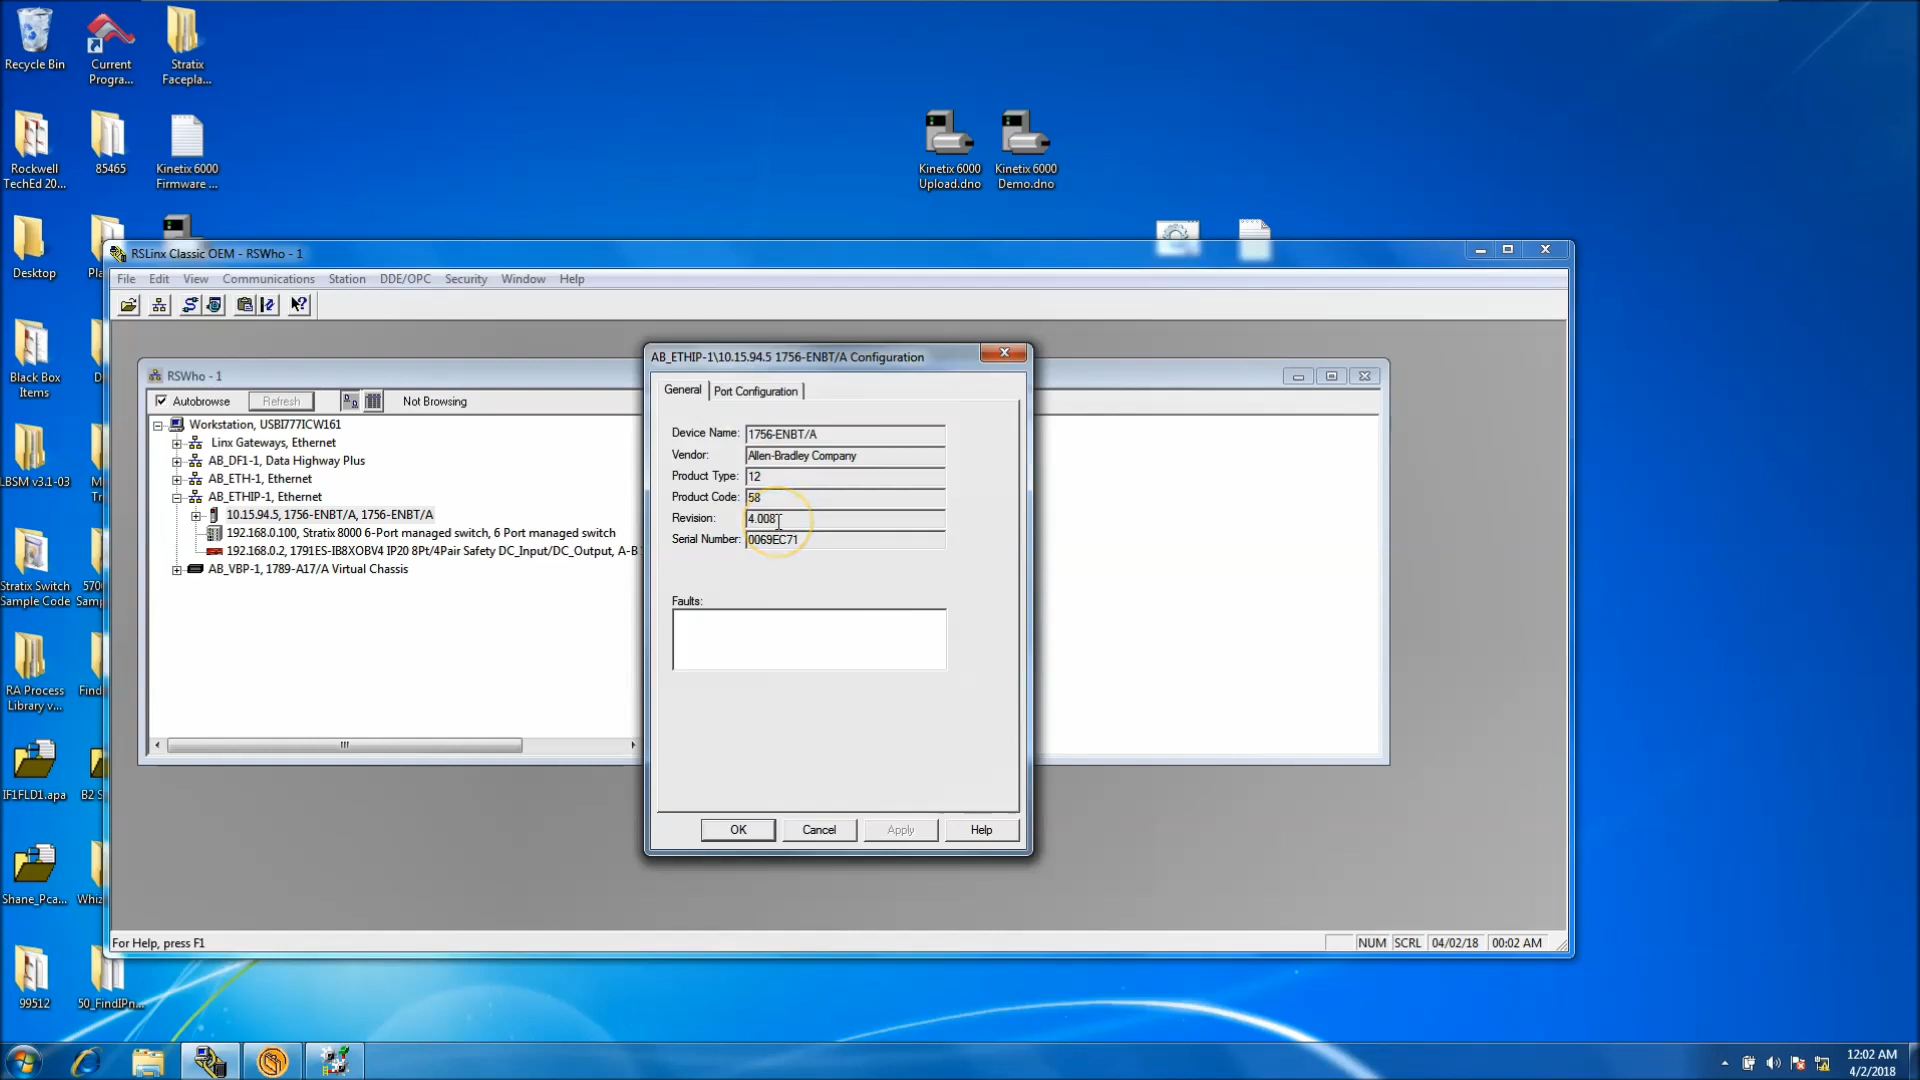 Recycle Bin
Current
Progra...
Stratix
Facepla...
Rockwell
TechEd 20...
85465
Kinetix 6000
Firmware ...
Kinetix 6000
Upload.dno
Kinetix 6000
Demo.dno
Desktop
Pla
Black Box
Items
D
LBSM v3.1-03
M
Tr
Stratix Switch
Sample Code
570
Samp
RA Process
Library v...
Find
IF1FLD1.apa
B2 S
Shane_Pca...
Whiz
99512
50_FindIPn...
RSLinx Classic OEM - RSWho - 1
File Edit View Communications Station DDE/OPC Security Window Help
RSWho - 1
Autobrowse Refresh Not Browsing
Workstation, USBI777ICW161
Linx Gateways, Ethernet
AB_DF1-1, Data Highway Plus
AB_ETH-1, Ethernet
AB_ETHIP-1, Ethernet
10.15.94.5, 1756-ENBT/A, 1756-ENBT/A
192.168.0.100, Stratix 8000 6-Port managed switch, 6 Port managed switch
192.168.0.2, 1791ES-IB8XOBV4 IP20 8Pt/4Pair Safety DC_Input/DC_Output, A-B
AB_VBP-1, 1789-A17/A Virtual Chassis
AB_ETHIP-1\10.15.94.5 1756-ENBT/A Configuration
General Port Configuration
Device Name: 1756-ENBT/A
Vendor: Allen-Bradley Company
Product Type: 12
Product Code: 58
Revision: 4.008
Serial Number: 0069EC71
Faults:
OK Cancel Apply Help
For Help, press F1
NUM SCRL 04/02/18 00:02 AM
12:02 AM
4/2/2018